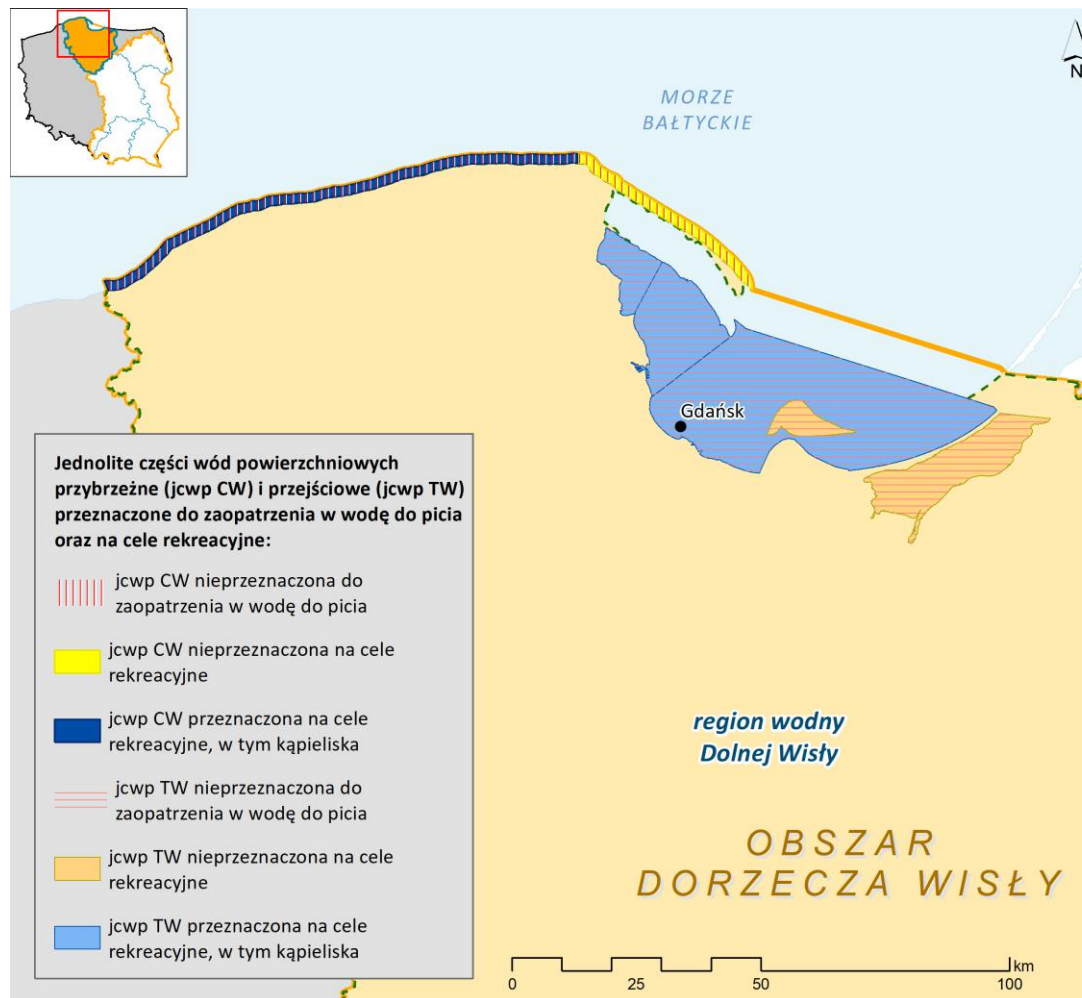 MORZE
BAŁTYCKIE
N
Gdańsk
Jednolite części wód powierzchniowych
przybrzeżne (jcwp CW) i przejściowe (jcwp TW)
przeznaczone do zaopatrzenia w wodę do picia
oraz na cele rekreacyjne:
jcwp CW nieprzeznaczona do
zaopatrzenia w wodę do picia
jcwp CW nieprzeznaczona na cele
rekreacyjne
jcwp CW przeznaczona na cele
rekreacyjne, w tym kąpieliska
jcwp TW nieprzeznaczona do
zaopatrzenia w wodę do picia
jcwp TW nieprzeznaczona na cele
rekreacyjne
jcwp TW przeznaczona na cele
rekreacyjne, w tym kąpieliska
region wodny
Dolnej Wisły
OBSZAR
DORZECZA WISŁY
km
0 25 50 100